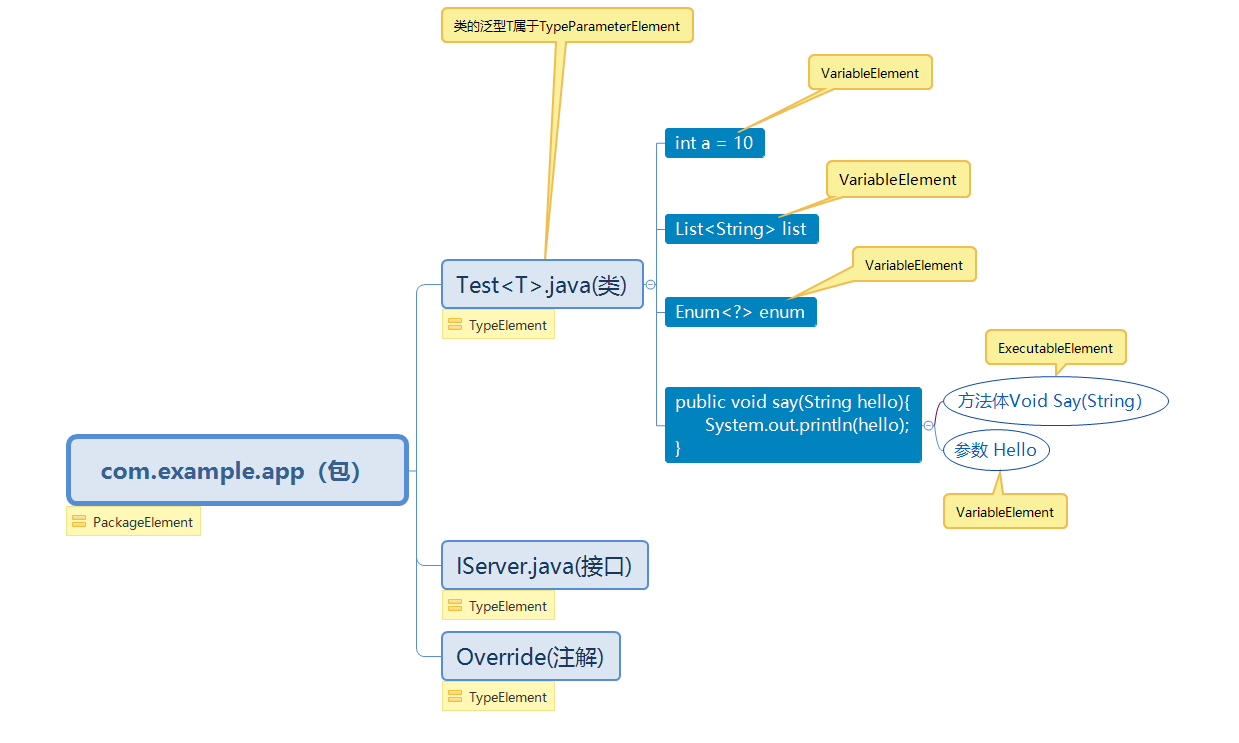 类的泛型T属于TypeParameterElement
VariableElement
int a = 10
VariableElement
List<String> list
VariableElement
Test<T>.java(类)
TypeElement
Enum<?> enum
ExecutableElement
public void say(String hello){
System.out.println(hello);
}
方法体Void Say(String）
参数 Hello
VariableElement
com.example.app（包）
PackageElement
IServer.java(接口)
TypeElement
Override(注解)
TypeElement